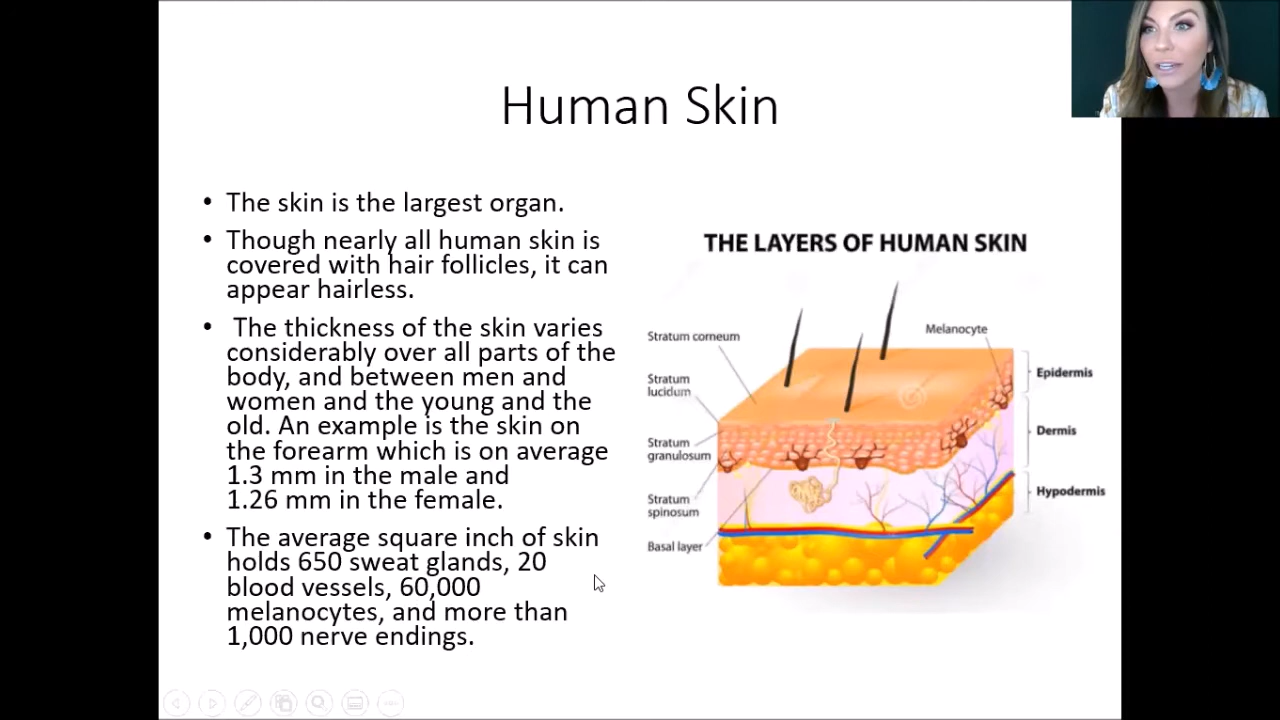 Human Skin
• The skin is the largest organ.
• Though nearly all human skin is
covered with hair follicles, it can
appear hairless.
• The thickness of the skin varies
considerably over all parts of the
body, and between men and
women and the young and the
old. An example is the skin on
the forearm which is on average
1.3 mm in the male and
1.26 mm in the female.
• The average square inch of skin
holds 650 sweat glands, 20
blood vessels, 60,000
melanocytes, and more than
1,000 nerve endings.
THE LAYERS OF HUMAN SKIN
Stratum corneum
Melanocyte
Stratum
lucidum
Epidermis
Dermis
Stratum
granulosum
Hypodermis
Stratum
spinosum
Basal layer